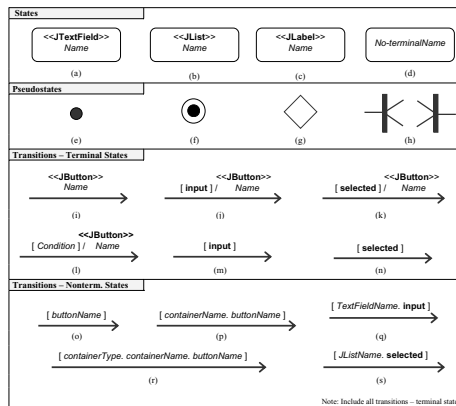 States
<<JTextField>>
Name
(a)
<<JList>>
Name
(b)
<<JLabel>>
Name
(c)
No-terminalName
(d)
Pseudostates
(e)
(f)
(g)
(h)
Transitions – Terminal States
<<JButton>>
Name
(i)
<<JButton>>
[ input ] / Name
(j)
<<JButton>>
[ selected ] / Name
(k)
<<JButton>>
[ Condition ] / Name
(l)
[ input ]
(m)
[ selected ]
(n)
Transitions – Nonterm. States
[ buttonName ]
(o)
[ containerName. buttonName ]
(p)
[ TextFieldName. input ]
(q)
[ containerType. containerName. buttonName ]
(r)
[ JListName. selected ]
(s)
Note: Include all transitions – terminal state